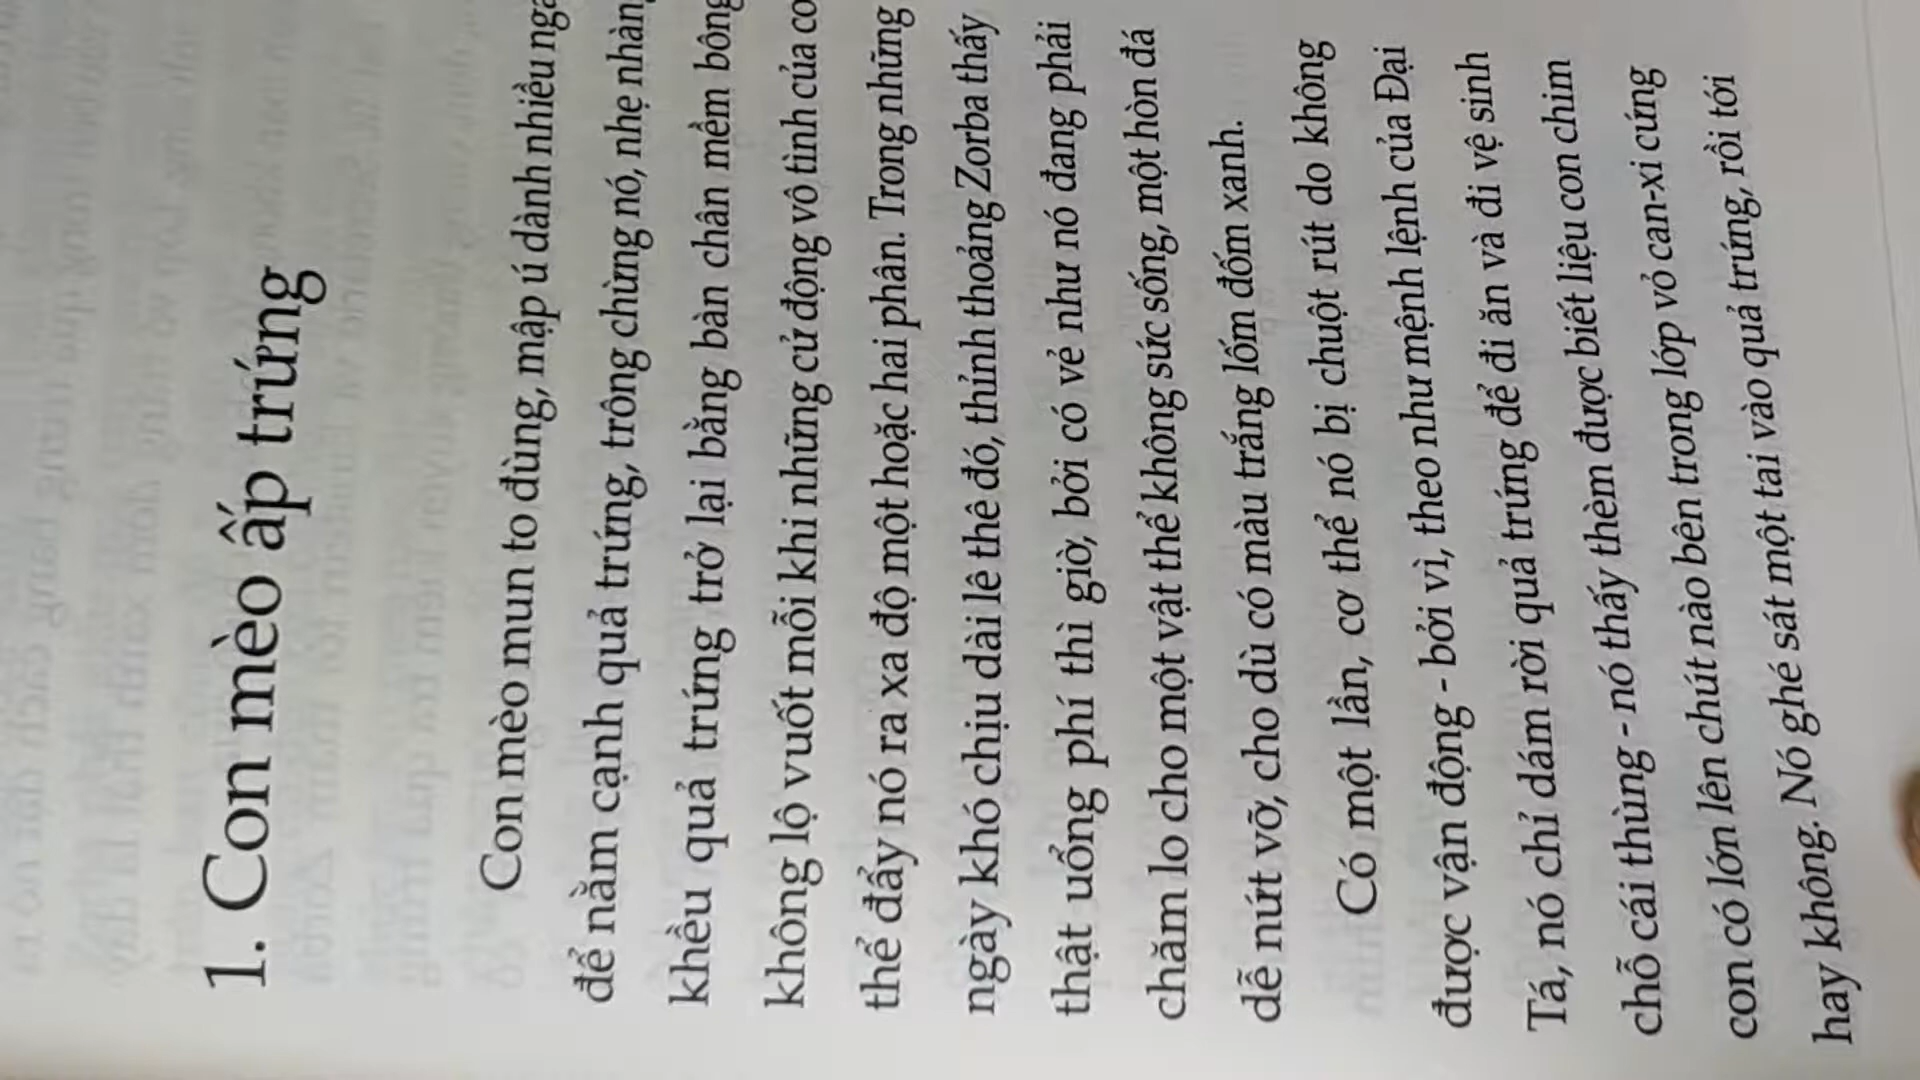 1. Con mèo ấp trứng
Con mèo mun to đùng, mập ú dành nhiều
để nằm cạnh quả trứng, trông chừng nó, nhẹ nhàng
khều quả trứng trở lại bằng bàn chân mềm bông
không lộ vuốt mỗi khi những cử động vô tình của
thể đẩy nó ra xa độ một hoặc hai phân. Trong những
ngày khó chịu dài lê thê đó, thỉnh thoảng Zorba thấy
thật uổng phí thì giờ, bởi có vẻ như nó đang phải
chăm lo cho một vật thể không sức sống, một hòn đá
dễ nứt vỡ, cho dù có màu trắng lốm đốm xanh.
Có một lần, cơ thể nó bị chuột rút do không
được vận động - bởi vì, theo như mệnh lệnh của Đại
Tá, nó chỉ dám rời quả trứng để đi ăn và đi vệ sinh
chỗ cái thùng - nó thấy thèm được biết liệu con chim
con có lớn lên chút nào bên trong lớp vỏ can-xi cứng
hay không. Nó ghé sát một tai vào quả trứng, rồi tới